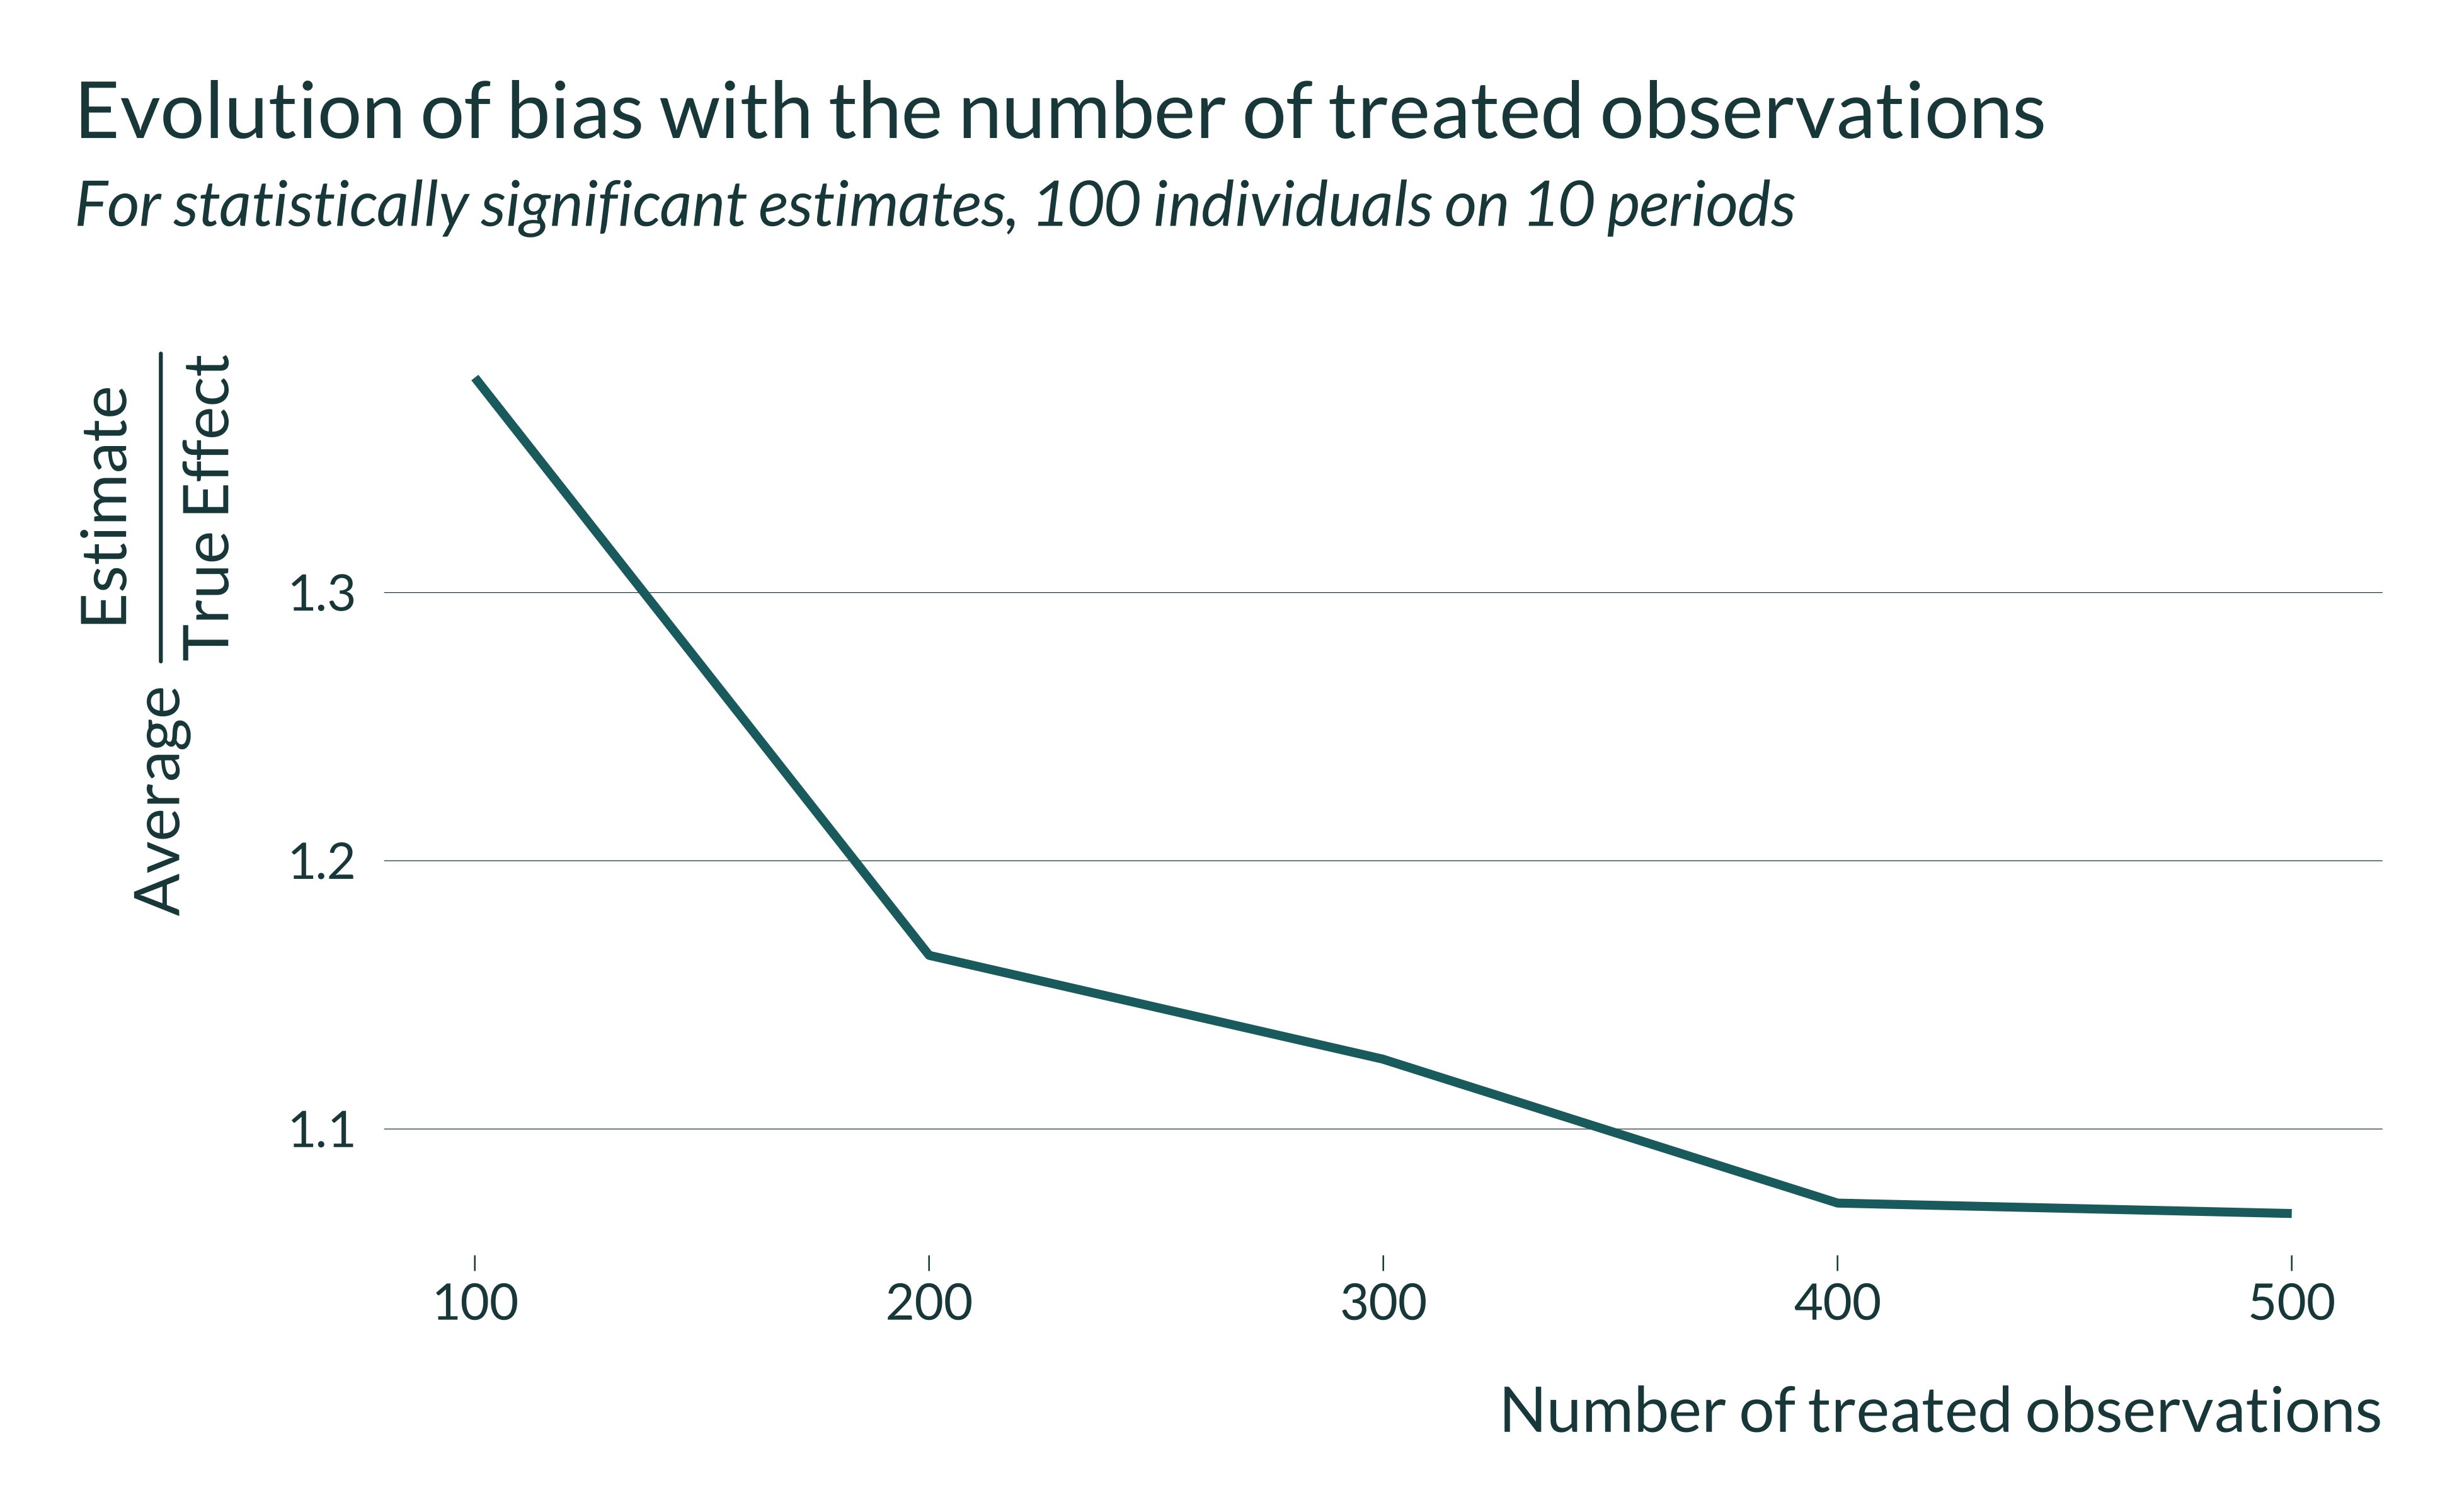 Evolution of bias with the number of treated observations
For statistically significant estimates, 100 individuals on 10 periods
Average
Estimate
True Effect
1.3
1.2
1.1
100
200
300
400
500
Number of treated observations